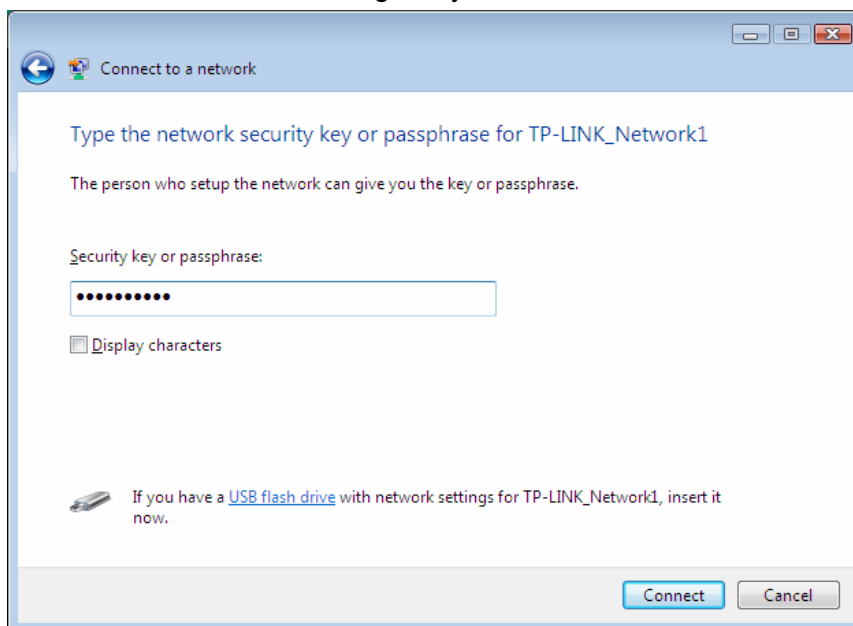 Connect to a network
Type the network security key or passphrase for TP-LINK_Network1
The person who setup the network can give you the key or passphrase.
Security key or passphrase:
••••••••••
Display characters
If you have a USB flash drive with network settings for TP-LINK_Network1, insert it
now.
Connect Cancel